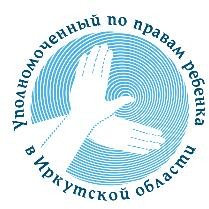 Уполномоченный по правам ребенка
в Иркутской области